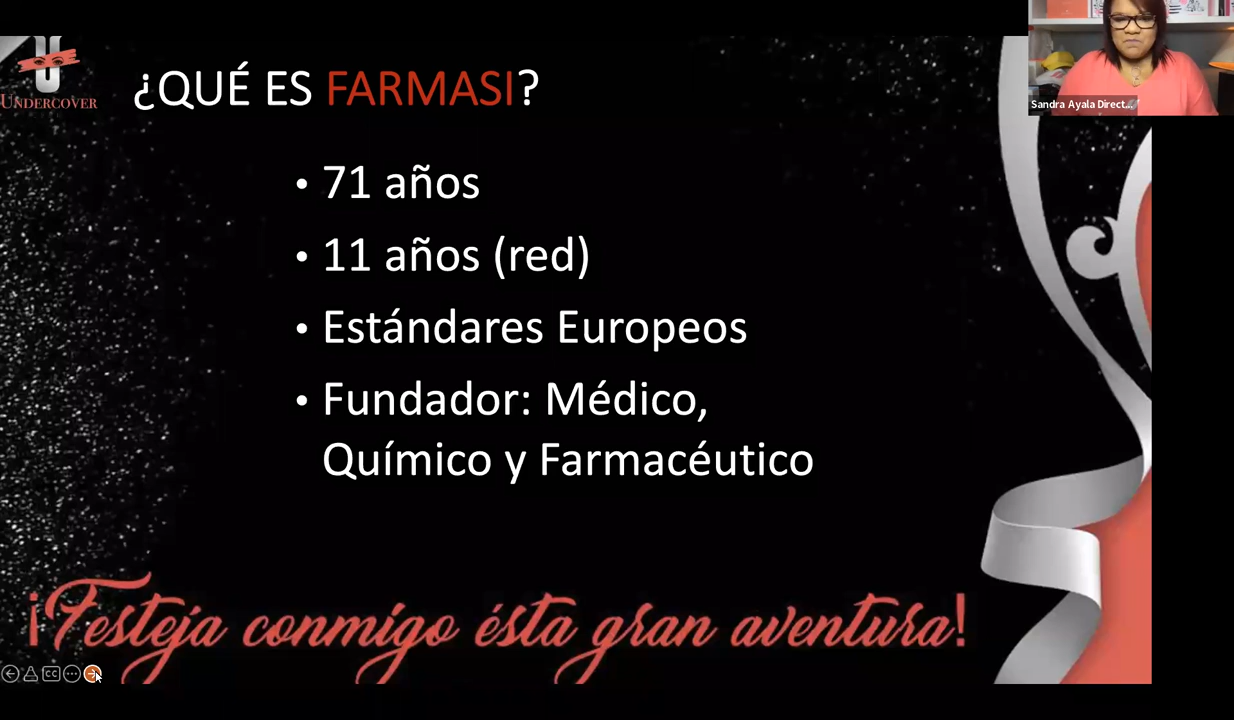 UNDERCOVER
¿QUÉ ES FARMASI?
Sandra Ayala Direct...
• 71 años
• 11 años (red)
• Estándares Europeos
• Fundador: Médico,
Químico y Farmacéutico
¡Festeja conmigo ésta gran aventura!
CC